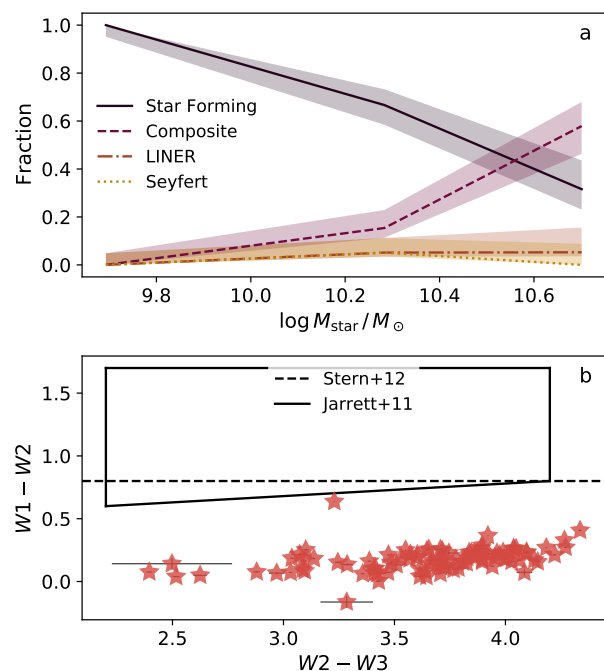 a
1.0
0.8
0.6
0.4
0.2
0.0
Fraction
Star Forming
Composite
LINER
Seyfert
9.8 10.0 10.2 10.4 10.6
log M_star / M_⊙
b
1.5
1.0
0.5
0.0
W1 − W2
Stern+12
Jarrett+11
2.5 3.0 3.5 4.0
W2 − W3